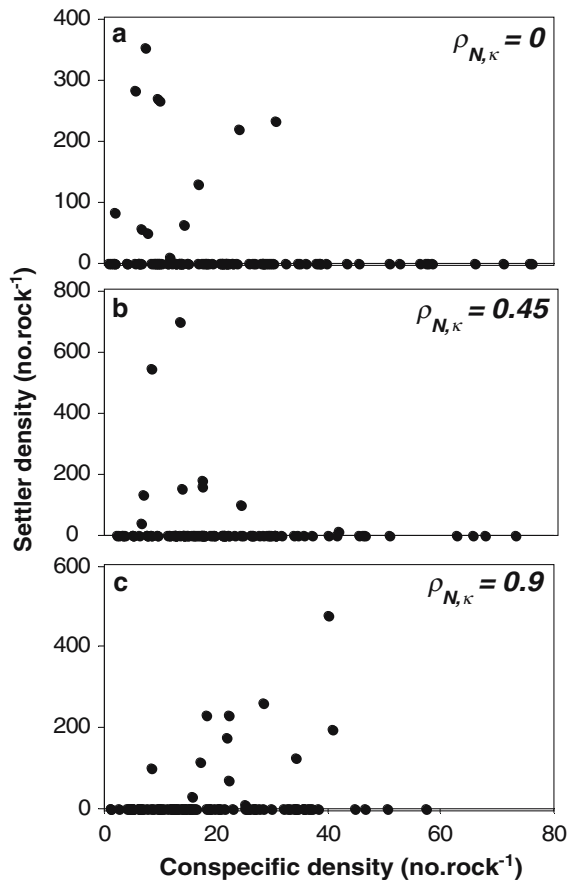 a
ρN,κ = 0
400
300
200
100
0
b
ρN,κ = 0.45
800
600
400
200
0
c
ρN,κ = 0.9
600
400
200
0
0 20 40 60 80
Settler density (no.rock-1)
Conspecific density (no.rock-1)